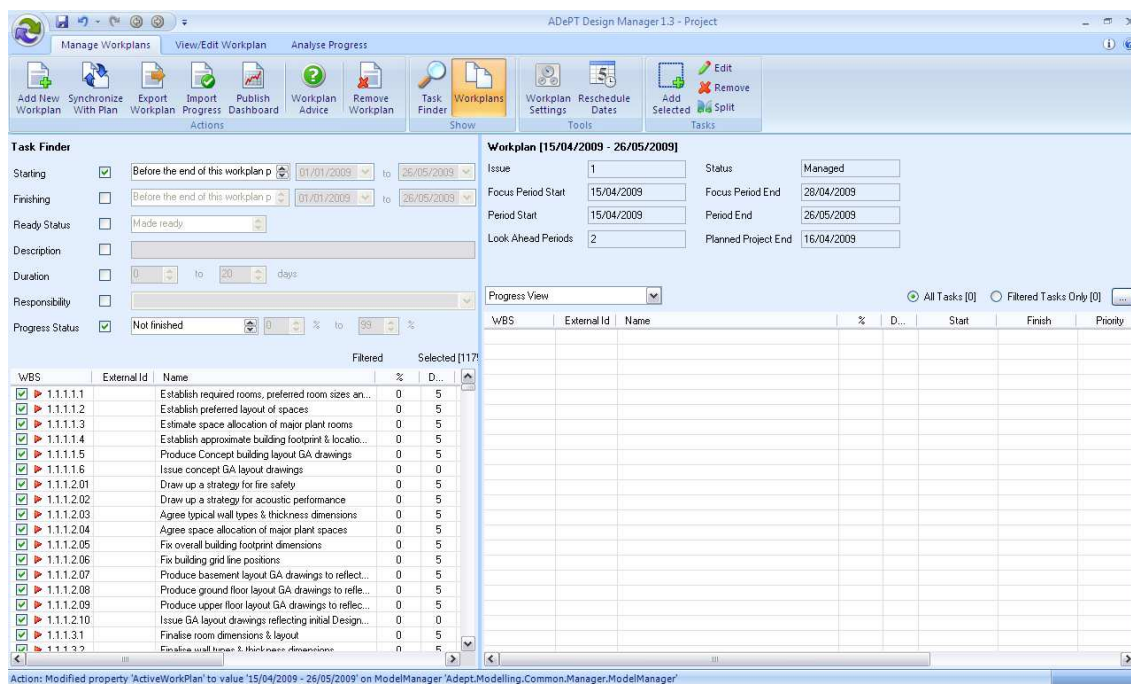 ADePT Design Manager 1.3 - Project
Manage Workplans View/Edit Workplan Analyse Progress
Add New Workplan
Synchronize With Plan
Export Workplan
Import Progress
Publish Dashboard
Workplan Advice
Remove Workplan
Actions
Task Finder
Workplans
Show
Workplan Settings
Reschedule Dates
Tools
Add Selected
Edit
Remove
Split
Tasks
Task Finder
Starting Before the end of this workplan p 01/01/2009 to 26/05/2009
Finishing Before the end of this workplan p 01/01/2009 to 26/05/2009
Ready Status Made ready
Description
Duration 0 to 20 days
Responsibility
Progress Status Not finished 0 % to 99 %
Filtered Selected [117
WBS External Id Name % D...
1.1.1.1.1 Establish required rooms, preferred room sizes an... 0 5
1.1.1.1.2 Establish preferred layout of spaces 0 5
1.1.1.1.3 Estimate space allocation of major plant rooms 0 5
1.1.1.1.4 Establish approximate building footprint & locatio... 0 5
1.1.1.1.5 Produce Concept building layout GA drawings 0 5
1.1.1.1.6 Issue concept GA layout drawings 0 0
1.1.1.2.01 Draw up a strategy for fire safety 0 5
1.1.1.2.02 Draw up a strategy for acoustic performance 0 5
1.1.1.2.03 Agree typical wall types & thickness dimensions 0 5
1.1.1.2.04 Agree space allocation of major plant spaces 0 5
1.1.1.2.05 Fix overall building footprint dimensions 0 5
1.1.1.2.06 Fix building grid line positions 0 5
1.1.1.2.07 Produce basement layout GA drawings to reflect... 0 5
1.1.1.2.08 Produce ground floor layout GA drawings to refle... 0 5
1.1.1.2.09 Produce upper floor layout GA drawings to reflec... 0 5
1.1.1.2.10 Issue GA layout drawings reflecting initial Design... 0 0
1.1.1.3.1 Finalise room dimensions & layout 0 5
1.1.1.3.2 Finalise wall types & thickness dimensions 0 5
Workplan [15/04/2009 - 26/05/2009]
Issue 1 Status Managed
Focus Period Start 15/04/2009 Focus Period End 28/04/2009
Period Start 15/04/2009 Period End 26/05/2009
Look Ahead Periods 2 Planned Project End 16/04/2009
Progress View All Tasks [0] Filtered Tasks Only [0] ...
WBS External Id Name % D... Start Finish Priority
Action: Modified property 'ActiveWorkPlan' to value '15/04/2009 - 26/05/2009' on ModelManager 'Adept.Modelling.Common.Manager.ModelManager'